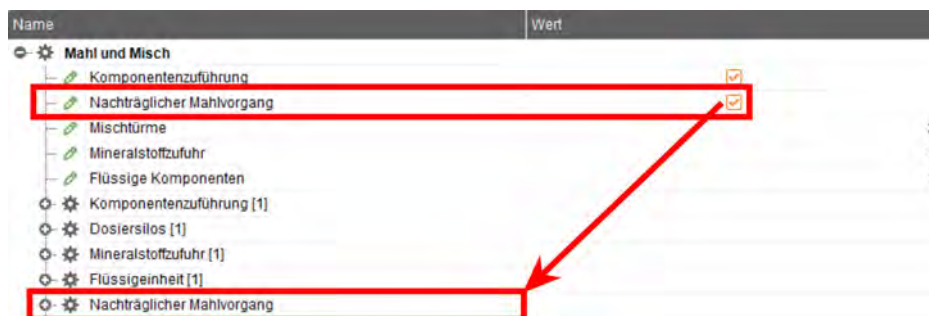 Name Wert
Mahl und Misch
Komponentenzuführung
Nachträglicher Mahlvorgang
Mischtürme
Mineralstoffzufuhr
Flüssige Komponenten
Komponentenzuführung [1]
Dosiersilos [1]
Mineralstoffzufuhr [1]
Flüssigeinheit [1]
Nachträglicher Mahlvorgang